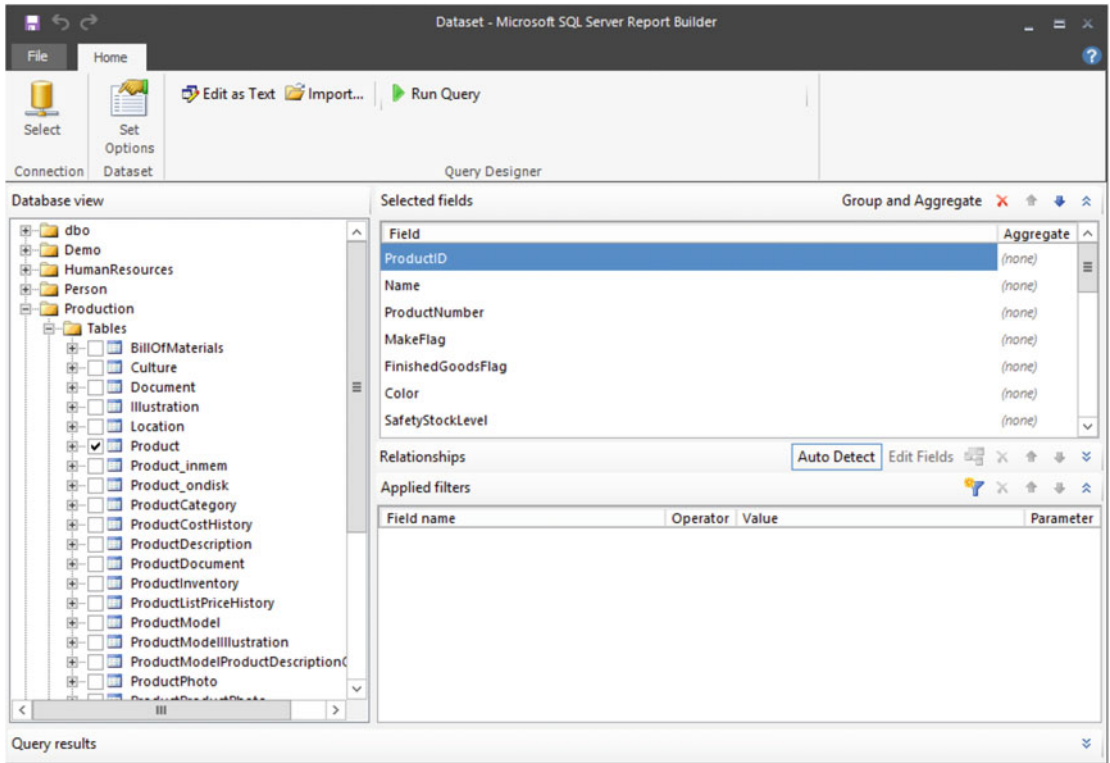 Dataset - Microsoft SQL Server Report Builder
File Home
Edit as Text Import... Run Query
Select Set Options
Connection Dataset Query Designer
Database view
dbo
Demo
HumanResources
Person
Production
Tables
BillOfMaterials
Culture
Document
Illustration
Location
Product
Product_inmem
Product_ondisk
ProductCategory
ProductCostHistory
ProductDescription
ProductDocument
ProductInventory
ProductListPriceHistory
ProductModel
ProductModelIllustration
ProductModelProductDescription
ProductPhoto
Selected fields Group and Aggregate
Field Aggregate
ProductID (none)
Name (none)
ProductNumber (none)
MakeFlag (none)
FinishedGoodsFlag (none)
Color (none)
SafetyStockLevel (none)
Relationships Auto Detect Edit Fields
Applied filters
Field name Operator Value Parameter
Query results